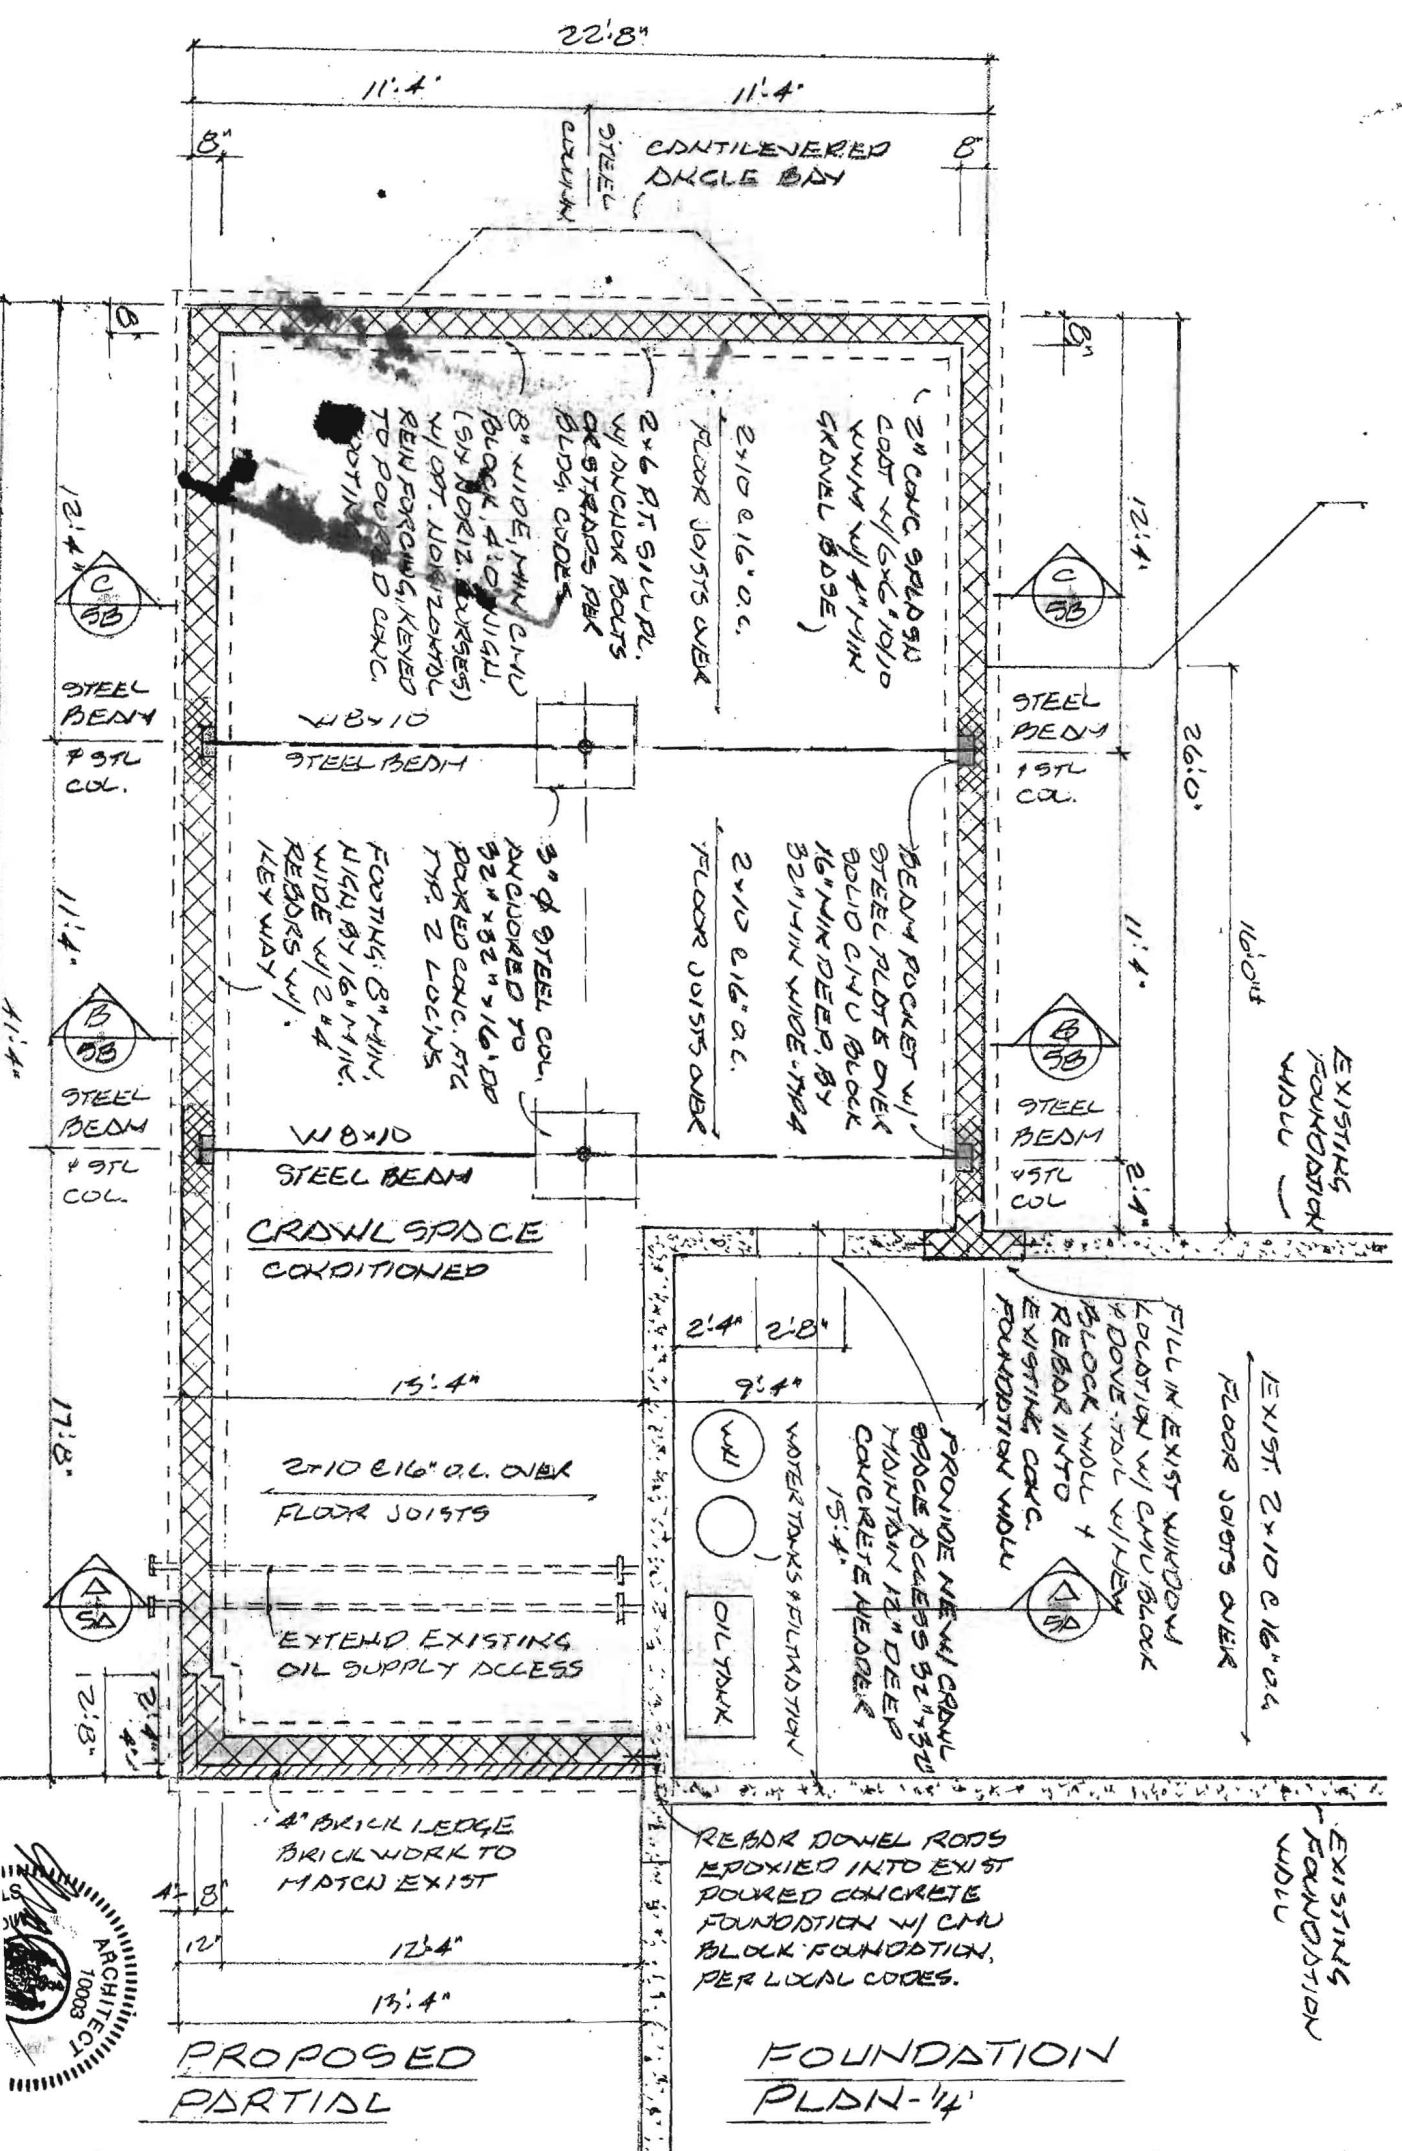 22'8"
11'4"
11'4"
8"
8"
STEEL
COLUMN
CANTILEVERED
ANGLE BAY
8"
8"
2" CONC. SPLASH
COAT W/6x6" 10/10
WWM W/4" MIN
GRAVEL BASE
2x10 @ 16" O.C.
FLOOR JOISTS OVER
2x6 P.T. SILL PL.
W/ ANCHOR BOLTS
OR STRAPS PER
BLDG. CODES
8" WIDE, MIN CMU
BLOCK, 4'0" HIGH,
HORIZ. COURSES)
W/ OPT. HORIZONTAL
REINFORCING, KEYED
TO POURED CONC.
12'4"
C
5B
STEEL
BEAM
& STL
COL.
12'4"
C
5B
STEEL
BEAM
& STL
COL.
26'0"
16'0"±
W8x10
STEEL BEAM
11'4"
B
5B
STEEL
BEAM
& STL
COL.
11'4"
B
5B
STEEL
BEAM
& STL
COL
2'4"
41'4"
BEAM POCKET W/
STEEL PLATE OVER
SOLID CMU BLOCK
16" MIN DEEP, BY
32" MIN WIDE - TYP 4
2x10 @ 16" O.C.
FLOOR JOISTS OVER
3" ϕ STEEL COL.
ANCHORED TO
32" x 32" x 16" DP
POURED CONC. FTG
TYP. 2 LOC'NS
FOOTING: 8" MIN.
HIGH, BY 16" MIN.
WIDE W/2 #4
REBARS W/
KEY WAY
W8x10
STEEL BEAM
CRAWL SPACE
CONDITIONED
EXISTING
FOUNDATION
WALL
2'4"
2'8"
13'4"
9'4"
17'8"
2x10 @ 16" O.C. OVER
FLOOR JOISTS
WH
WATER TANKS & FILTRATION
OIL TANK
15'4"
PROVIDE NEW CRAWL
SPACE ACCESS 32"x32"
MAINTAIN 12" DEEP
CONCRETE HEADER
FILL IN EXIST WINDOW
LOCATION W/ CMU BLOCK
& DOVE-TAIL W/NEW
BLOCK WALL &
REBAR INTO
EXISTING CONC.
FOUNDATION WALL
EXIST. 2x10 @ 16" O.C.
FLOOR JOISTS OVER
A
5A
A
5A
EXTEND EXISTING
OIL SUPPLY ACCESS
2'4"
4"
2'8"
4" BRICK LEDGE
BRICKWORK TO
MATCH EXIST
REBAR DOWEL RODS
EPOXIED INTO EXIST
POURED CONCRETE
FOUNDATION W/ CMU
BLOCK FOUNDATION,
PER LOCAL CODES.
EXISTING
FOUNDATION
WALL
4"
8"
12"
12'4"
13'4"
ARCHITECT
10003
PROPOSED
PARTIAL
FOUNDATION
PLAN - 1/4'